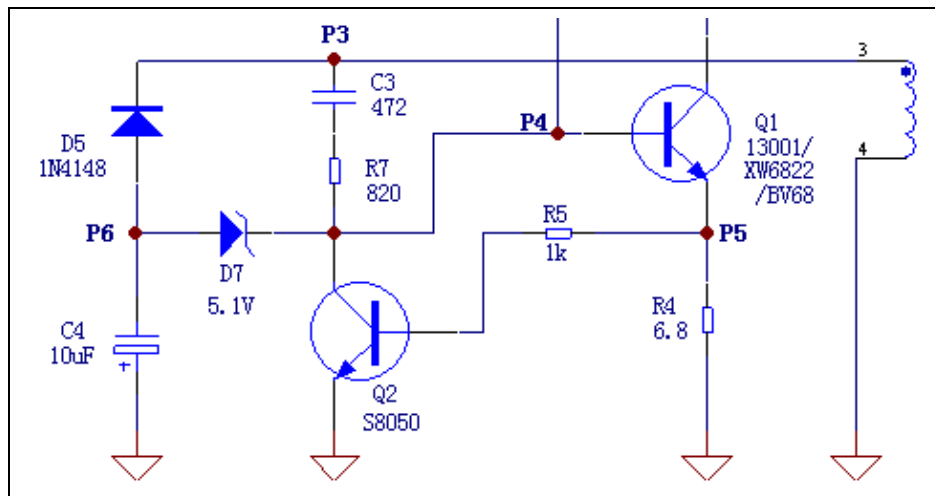 P3
3
C3
472
D5
1N4148
P4
Q1
13001/
XW6822
/BV68
4
R7
820
P6
R5
1k
P5
D7
5.1V
C4
10uF
+
R4
6.8
Q2
S8050